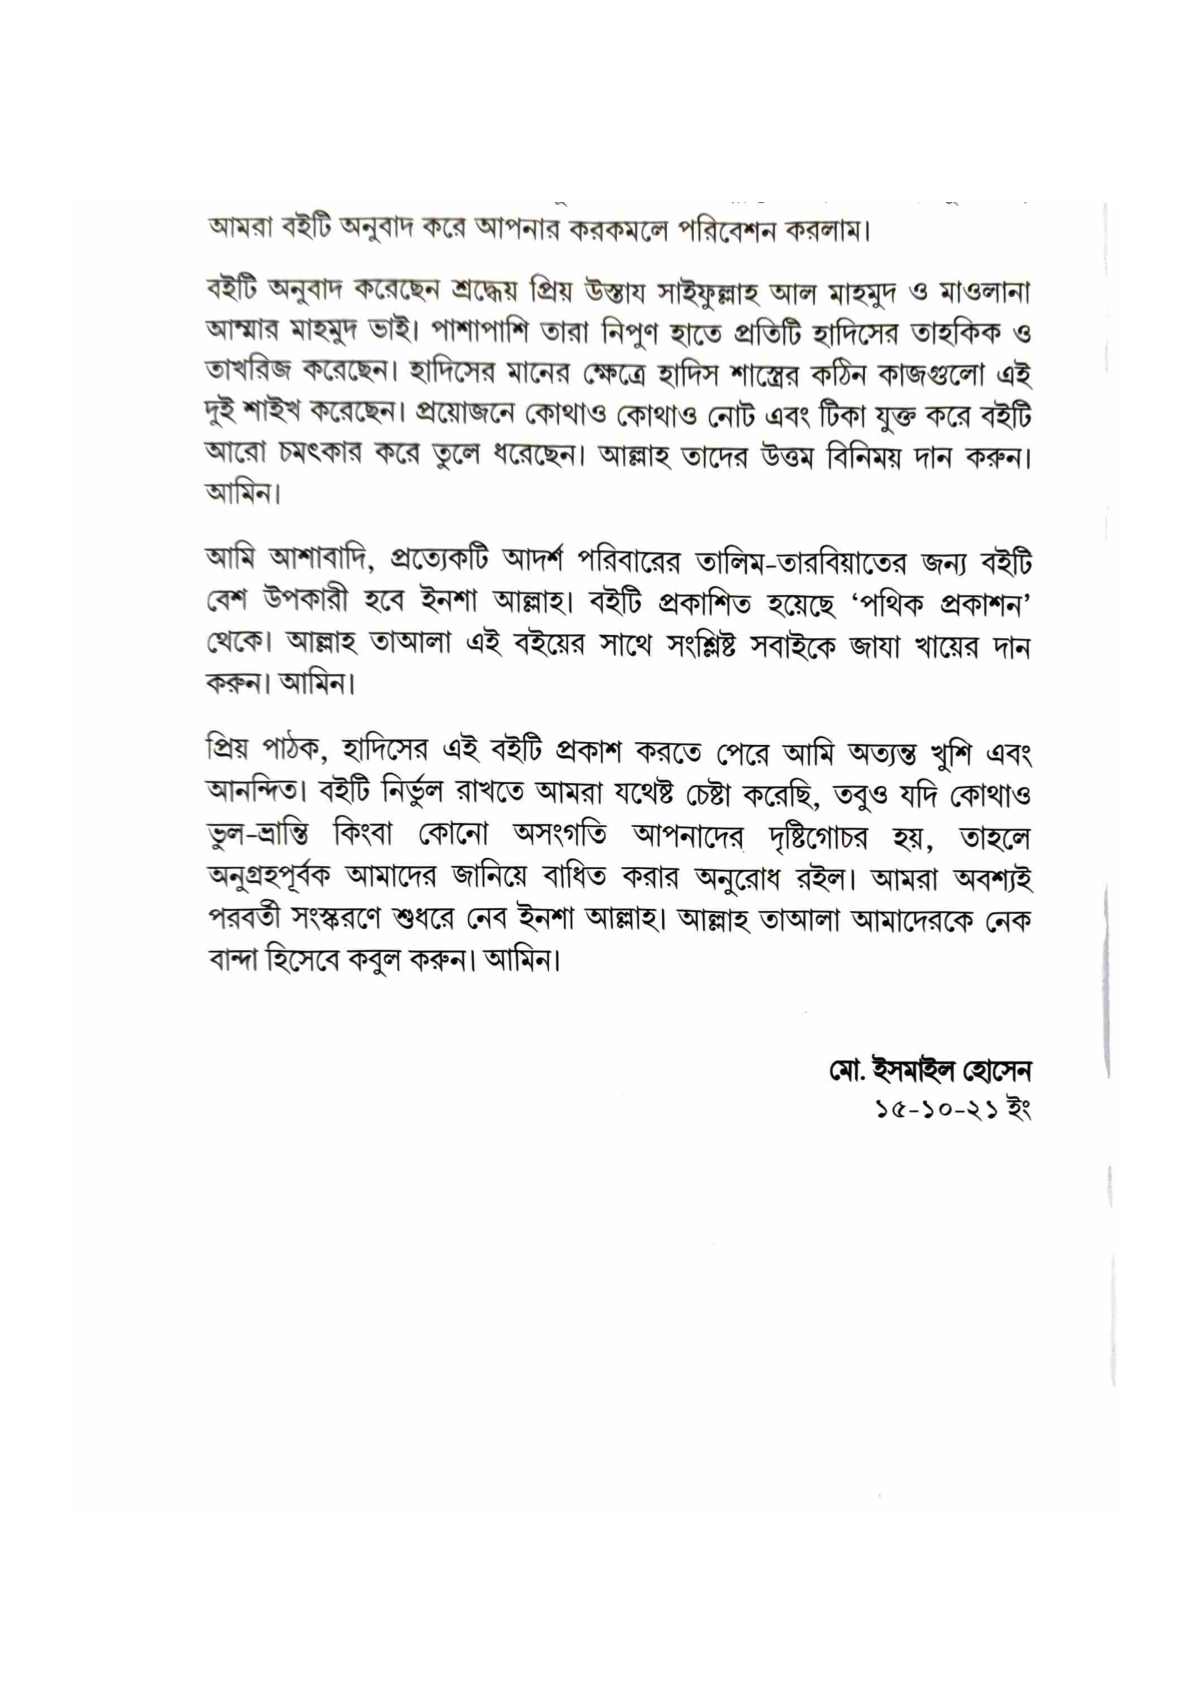 আমরা বইটি অনুবাদ করে আপনার করকমলে পরিবেশন করলাম।
বইটি অনুবাদ করেছেন শ্রদ্ধেয় প্রিয় উস্তায সাইফুল্লাহ আল মাহমুদ ও মাওলানা
আম্মার মাহমুদ ভাই। পাশাপাশি তারা নিপুণ হাতে প্রতিটি হাদিসের তাহকিক ও
তাখরিজ করেছেন। হাদিসের মানের ক্ষেত্রে হাদিস শাস্ত্রের কঠিন কাজগুলো এই
দুই শাইখ করেছেন। প্রয়োজনে কোথাও কোথাও নোট এবং টিকা যুক্ত করে বইটি
আরো চমৎকার করে তুলে ধরেছেন। আল্লাহ তাদের উত্তম বিনিময় দান করুন।
আমিন।
আমি আশাবাদি, প্রত্যেকটি আদর্শ পরিবারের তালিম-তারবিয়াতের জন্য বইটি
বেশ উপকারী হবে ইনশা আল্লাহ। বইটি প্রকাশিত হয়েছে ‘পথিক প্রকাশন’
থেকে। আল্লাহ তাআলা এই বইয়ের সাথে সংশ্লিষ্ট সবাইকে জাযা খায়ের দান
করুন। আমিন।
প্রিয় পাঠক, হাদিসের এই বইটি প্রকাশ করতে পেরে আমি অত্যন্ত খুশি এবং
আনন্দিত। বইটি নির্ভুল রাখতে আমরা যথেষ্ট চেষ্টা করেছি, তবুও যদি কোথাও
ভুল-ভ্রান্তি কিংবা কোনো অসংগতি আপনাদের দৃষ্টিগোচর হয়, তাহলে
অনুগ্রহপূর্বক আমাদের জানিয়ে বাধিত করার অনুরোধ রইল। আমরা অবশ্যই
পরবর্তী সংস্করণে শুধরে নেব ইনশা আল্লাহ। আল্লাহ তাআলা আমাদেরকে নেক
বান্দা হিসেবে কবুল করুন। আমিন।
মো. ইসমাইল হোসেন
১৫-১০-২১ ইং